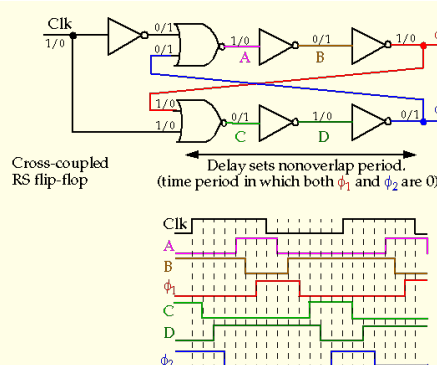 Clk
1/0
0/1
0/1
1/0
A
0/1
B
1/0
1/0
1/0
0/1
C
1/0
D
0/1
Cross-coupled
RS flip-flop
Delay sets nonoverlap period.
(time period in which both ϕ1 and ϕ2 are 0)
Clk
A
B
ϕ1
C
D
ϕ2